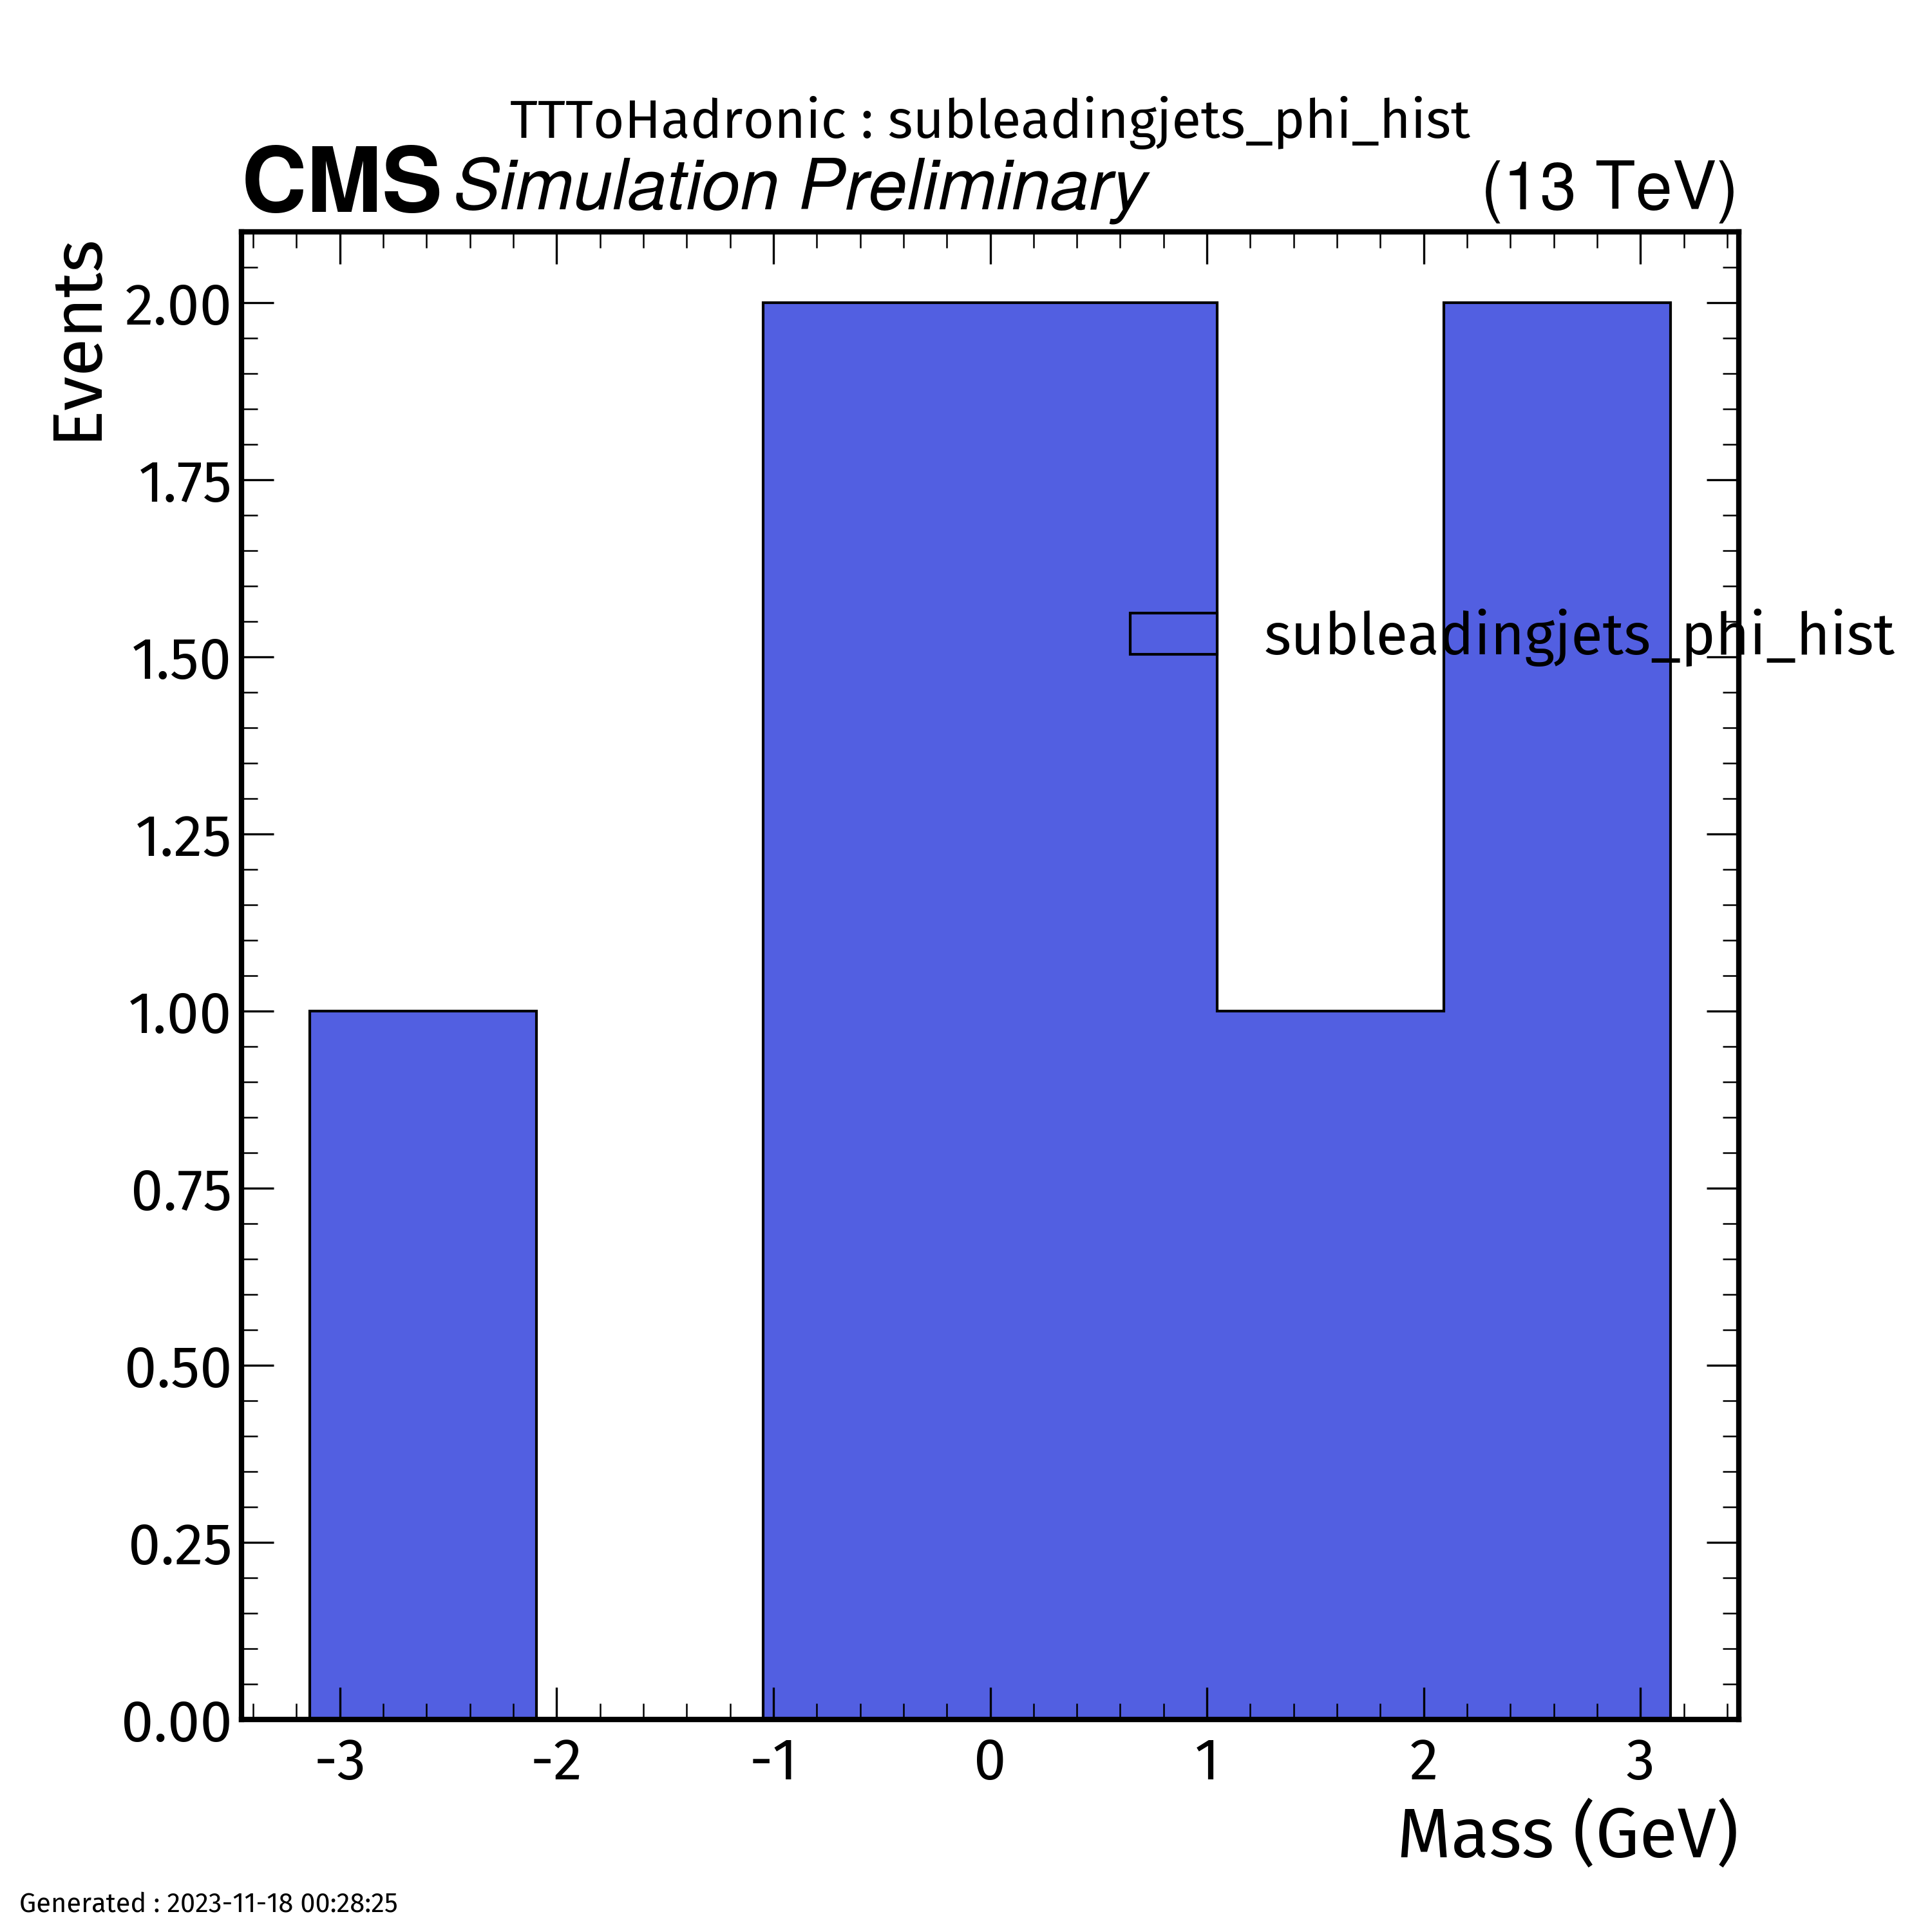 TTToHadronic : subleadingjets_phi_hist
CMS Simulation Preliminary (13 TeV)
Events
2.00
1.75
1.50
1.25
1.00
0.75
0.50
0.25
0.00
subleadingjets_phi_hist
-3 -2 -1 0 1 2 3
Mass (GeV)
Generated : 2023-11-18 00:28:25